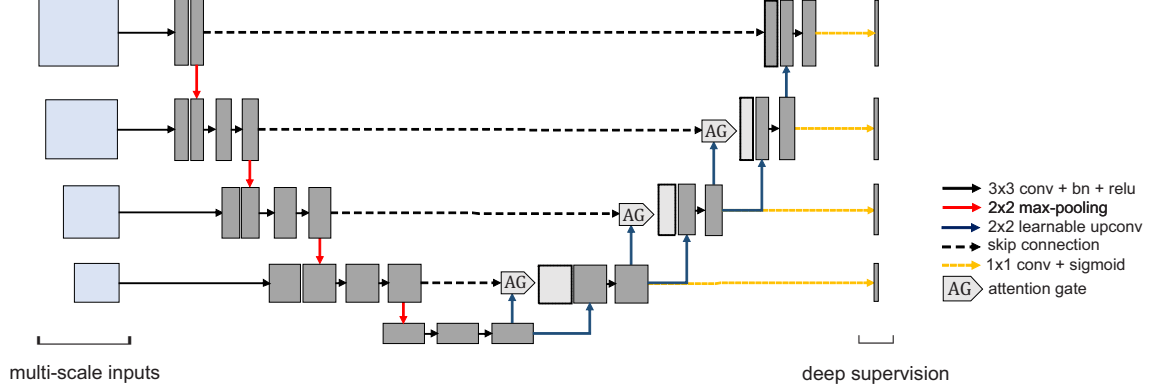 AG
AG
AG
3x3 conv + bn + relu
2x2 max-pooling
2x2 learnable upconv
skip connection
1x1 conv + sigmoid
AG attention gate
multi-scale inputs
deep supervision